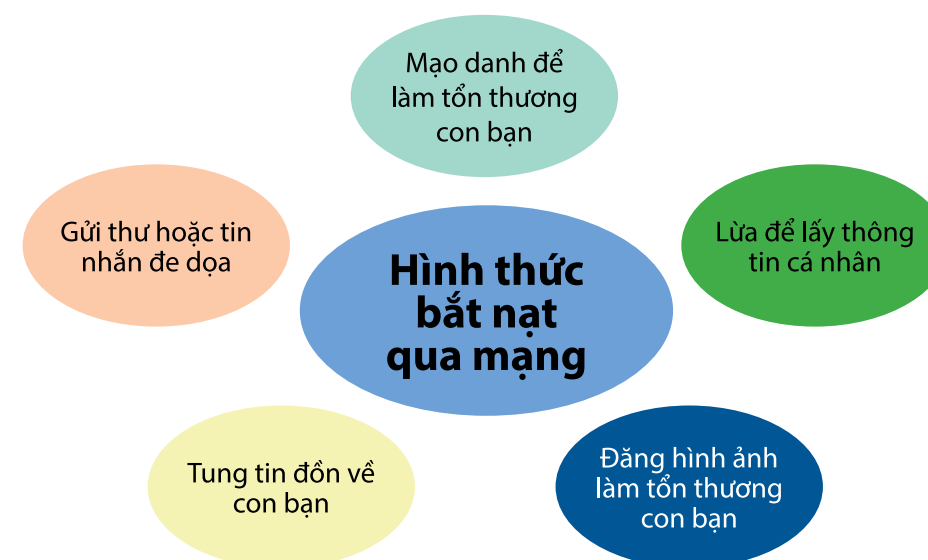 Mạo danh để
làm tổn thương
con bạn
Gửi thư hoặc tin
nhắn đe dọa
Lừa để lấy thông
tin cá nhân
Hình thức
bắt nạt
qua mạng
Tung tin đồn về
con bạn
Đăng hình ảnh
làm tổn thương
con bạn